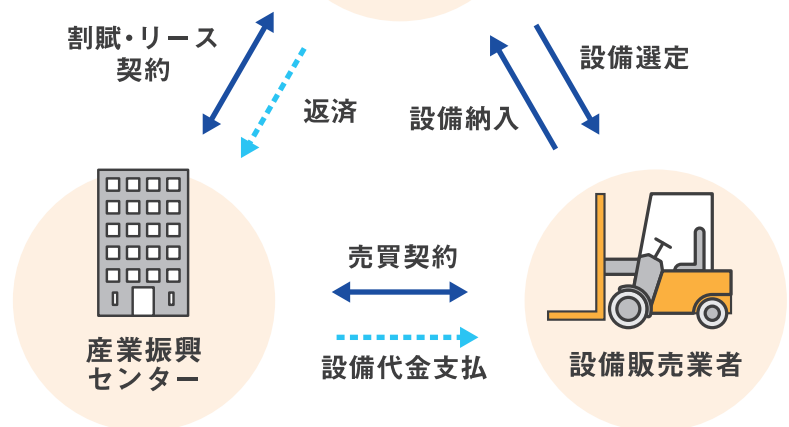 割賦・リース
契約
返済
設備納入
設備選定
売買契約
設備代金支払
産業振興
センター
設備販売業者